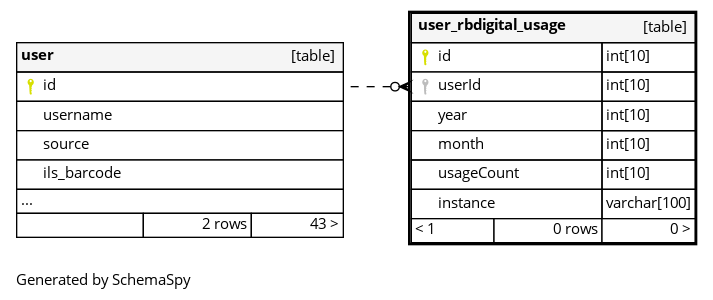 user [table]
id
username
source
ils_barcode
...
2 rows 43 >
user_rbdigital_usage [table]
id int[10]
userId int[10]
year int[10]
month int[10]
usageCount int[10]
instance varchar[100]
< 1 0 rows 0 >
Generated by SchemaSpy